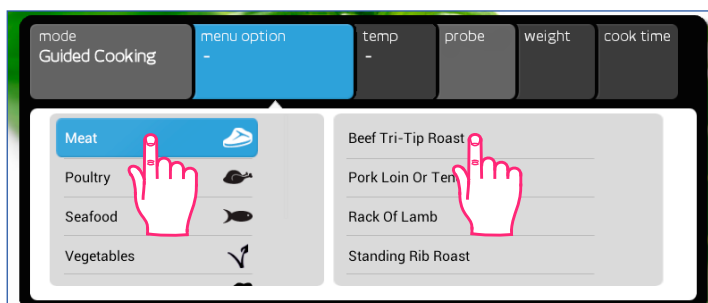 mode
Guided Cooking
menu option
-
temp
-
probe
weight
cook time
Meat
Poultry
Seafood
Vegetables
Beef Tri-Tip Roast
Pork Loin Or
Rack Of Lamb
Standing Rib Roast